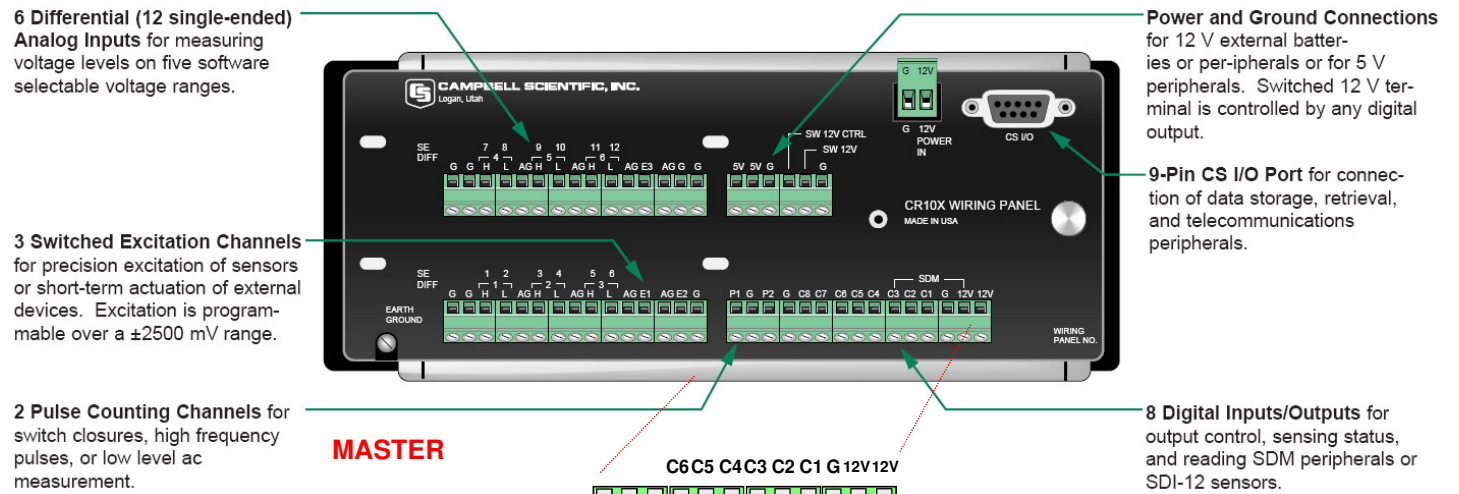 6 Differential (12 single-ended)
Analog Inputs for measuring
voltage levels on five software
selectable voltage ranges.
3 Switched Excitation Channels
for precision excitation of sensors
or short-term actuation of external
devices. Excitation is program-
mable over a ±2500 mV range.
2 Pulse Counting Channels for
switch closures, high frequency
pulses, or low level ac
measurement.
CAMPBELL SCIENTIFIC, INC.
Logan, Utah
SE 7 8 9 10 11 12
DIFF 4 5 6
G G H L AG H L AG H L AG E3 AG G G
SW 12V CTRL
SW 12V
5V 5V G G
G 12V
G 12V
POWER
IN
CS I/O
CR10X WIRING PANEL
MADE IN USA
SE 1 2 3 4 5 6
DIFF 1 2 3
G G H L AG H L AG H L AG E1 AG E2 G
EARTH
GROUND
SDM
P1 G P2 G C8 C7 C6 C5 C4 C3 C2 C1 G 12V 12V
WIRING
PANEL NO.
MASTER
C6 C5 C4 C3 C2 C1 G 12V 12V
Power and Ground Connections
for 12 V external batter-
ies or per-ipherals or for 5 V
peripherals. Switched 12 V ter-
minal is controlled by any digital
output.
9-Pin CS I/O Port for connec-
tion of data storage, retrieval,
and telecommunications
peripherals.
8 Digital Inputs/Outputs for
output control, sensing status,
and reading SDM peripherals or
SDI-12 sensors.